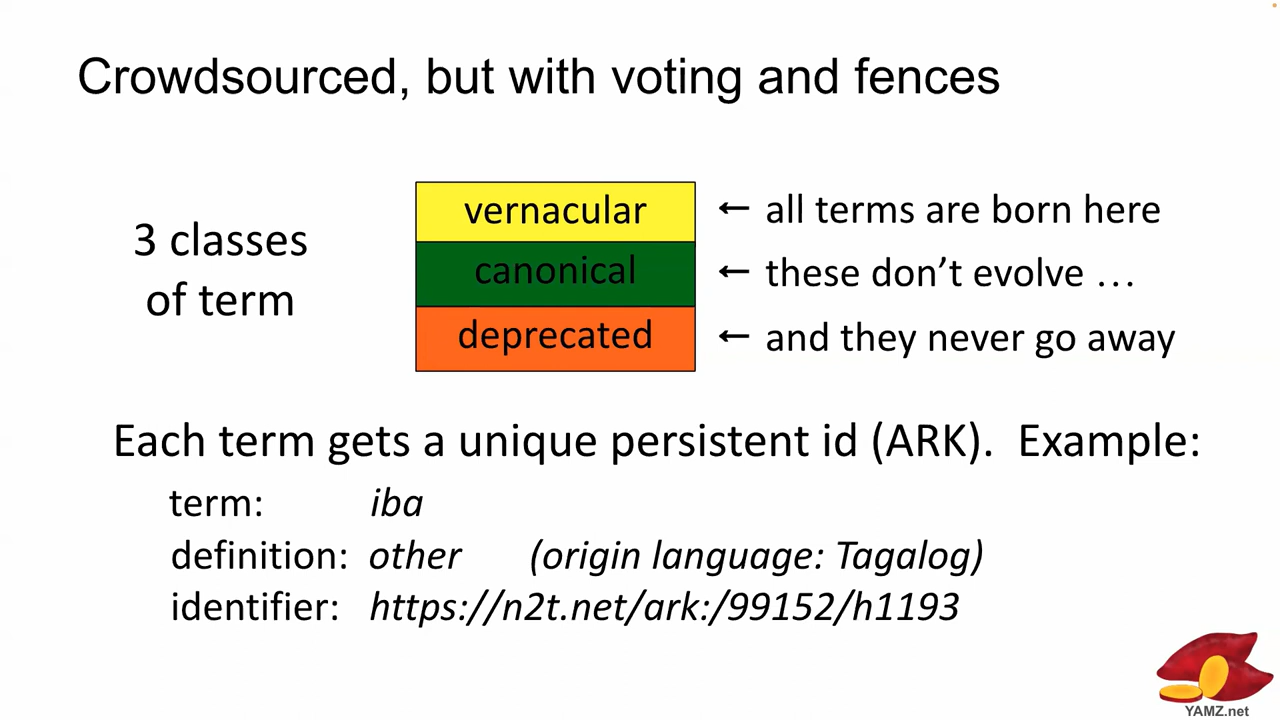 Crowdsourced, but with voting and fences
3 classes
of term
vernacular ← all terms are born here
canonical ← these don’t evolve …
deprecated ← and they never go away
Each term gets a unique persistent id (ARK). Example:
term: iba
definition: other (origin language: Tagalog)
identifier: https://n2t.net/ark:/99152/h1193
YAMZ.net